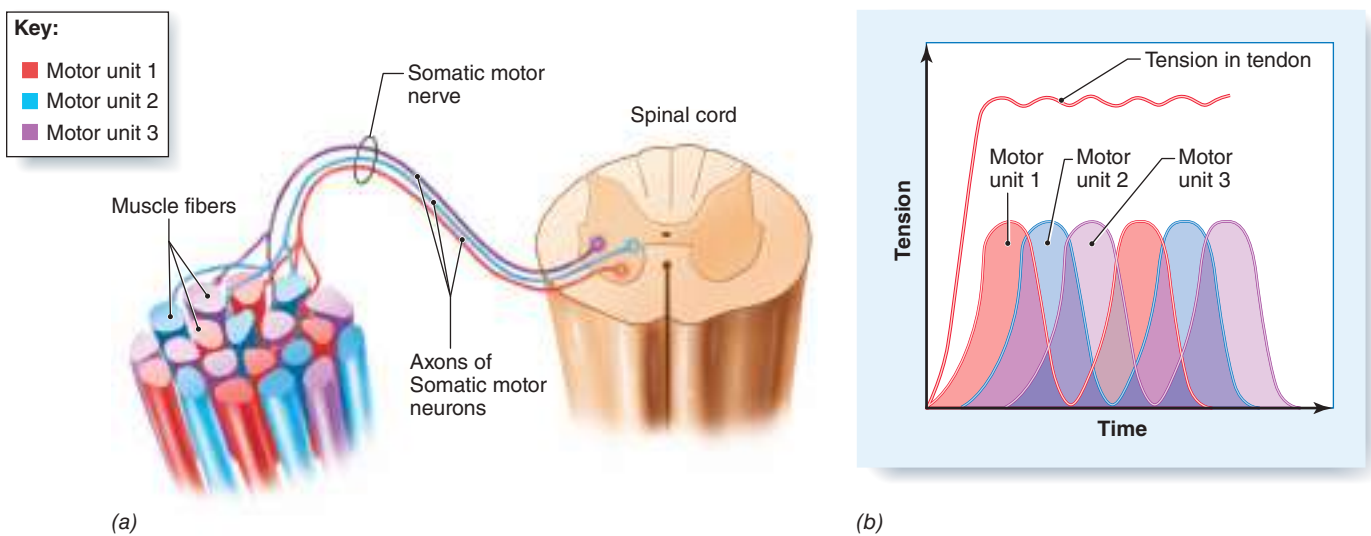 Key:
Motor unit 1
Motor unit 2
Motor unit 3
Somatic motor
nerve
Spinal cord
Muscle fibers
Axons of
Somatic motor
neurons
(a)
Tension in tendon
Motor
unit 1
Motor
unit 2
Motor
unit 3
Tension
Time
(b)